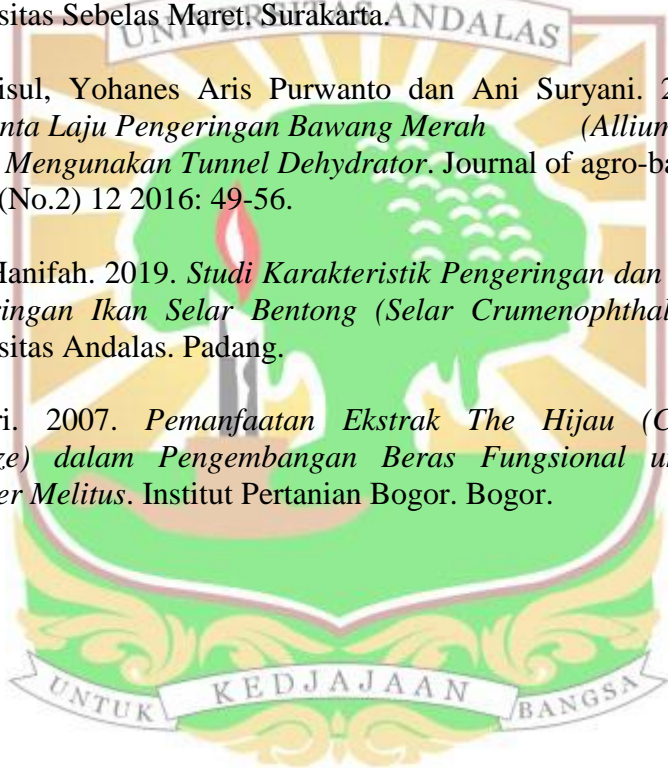 sitas Sebelas Maret. Surakarta.
UNIVERSITAS ANDALAS
isul, Yohanes Aris Purwanto dan Ani Suryani. 2
nta Laju Pengeringan Bawang Merah (Allium
Mengunakan Tunnel Dehydrator. Journal of agro-ba
(No.2) 12 2016: 49-56.
Hanifah. 2019. Studi Karakteristik Pengeringan dan
ringan Ikan Selar Bentong (Selar Crumenophthal
sitas Andalas. Padang.
ri. 2007. Pemanfaatan Ekstrak The Hijau (C
ze) dalam Pengembangan Beras Fungsional u
er Melitus. Institut Pertanian Bogor. Bogor.
UNTUK KEDJAJAAN BANGSA